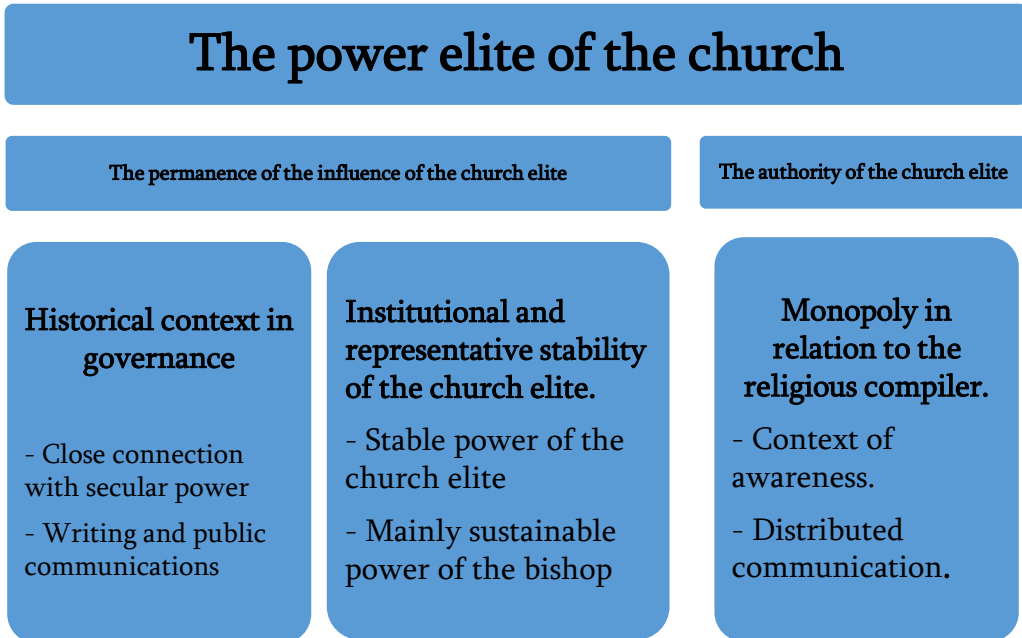 The power elite of the church
The permanence of the influence of the church elite
The authority of the church elite
Historical context in
governance
- Close connection
with secular power
- Writing and public
communications
Institutional and
representative stability
of the church elite.
- Stable power of the
church elite
- Mainly sustainable
power of the bishop
Monopoly in
relation to the
religious compiler.
- Context of
awareness.
- Distributed
communication.